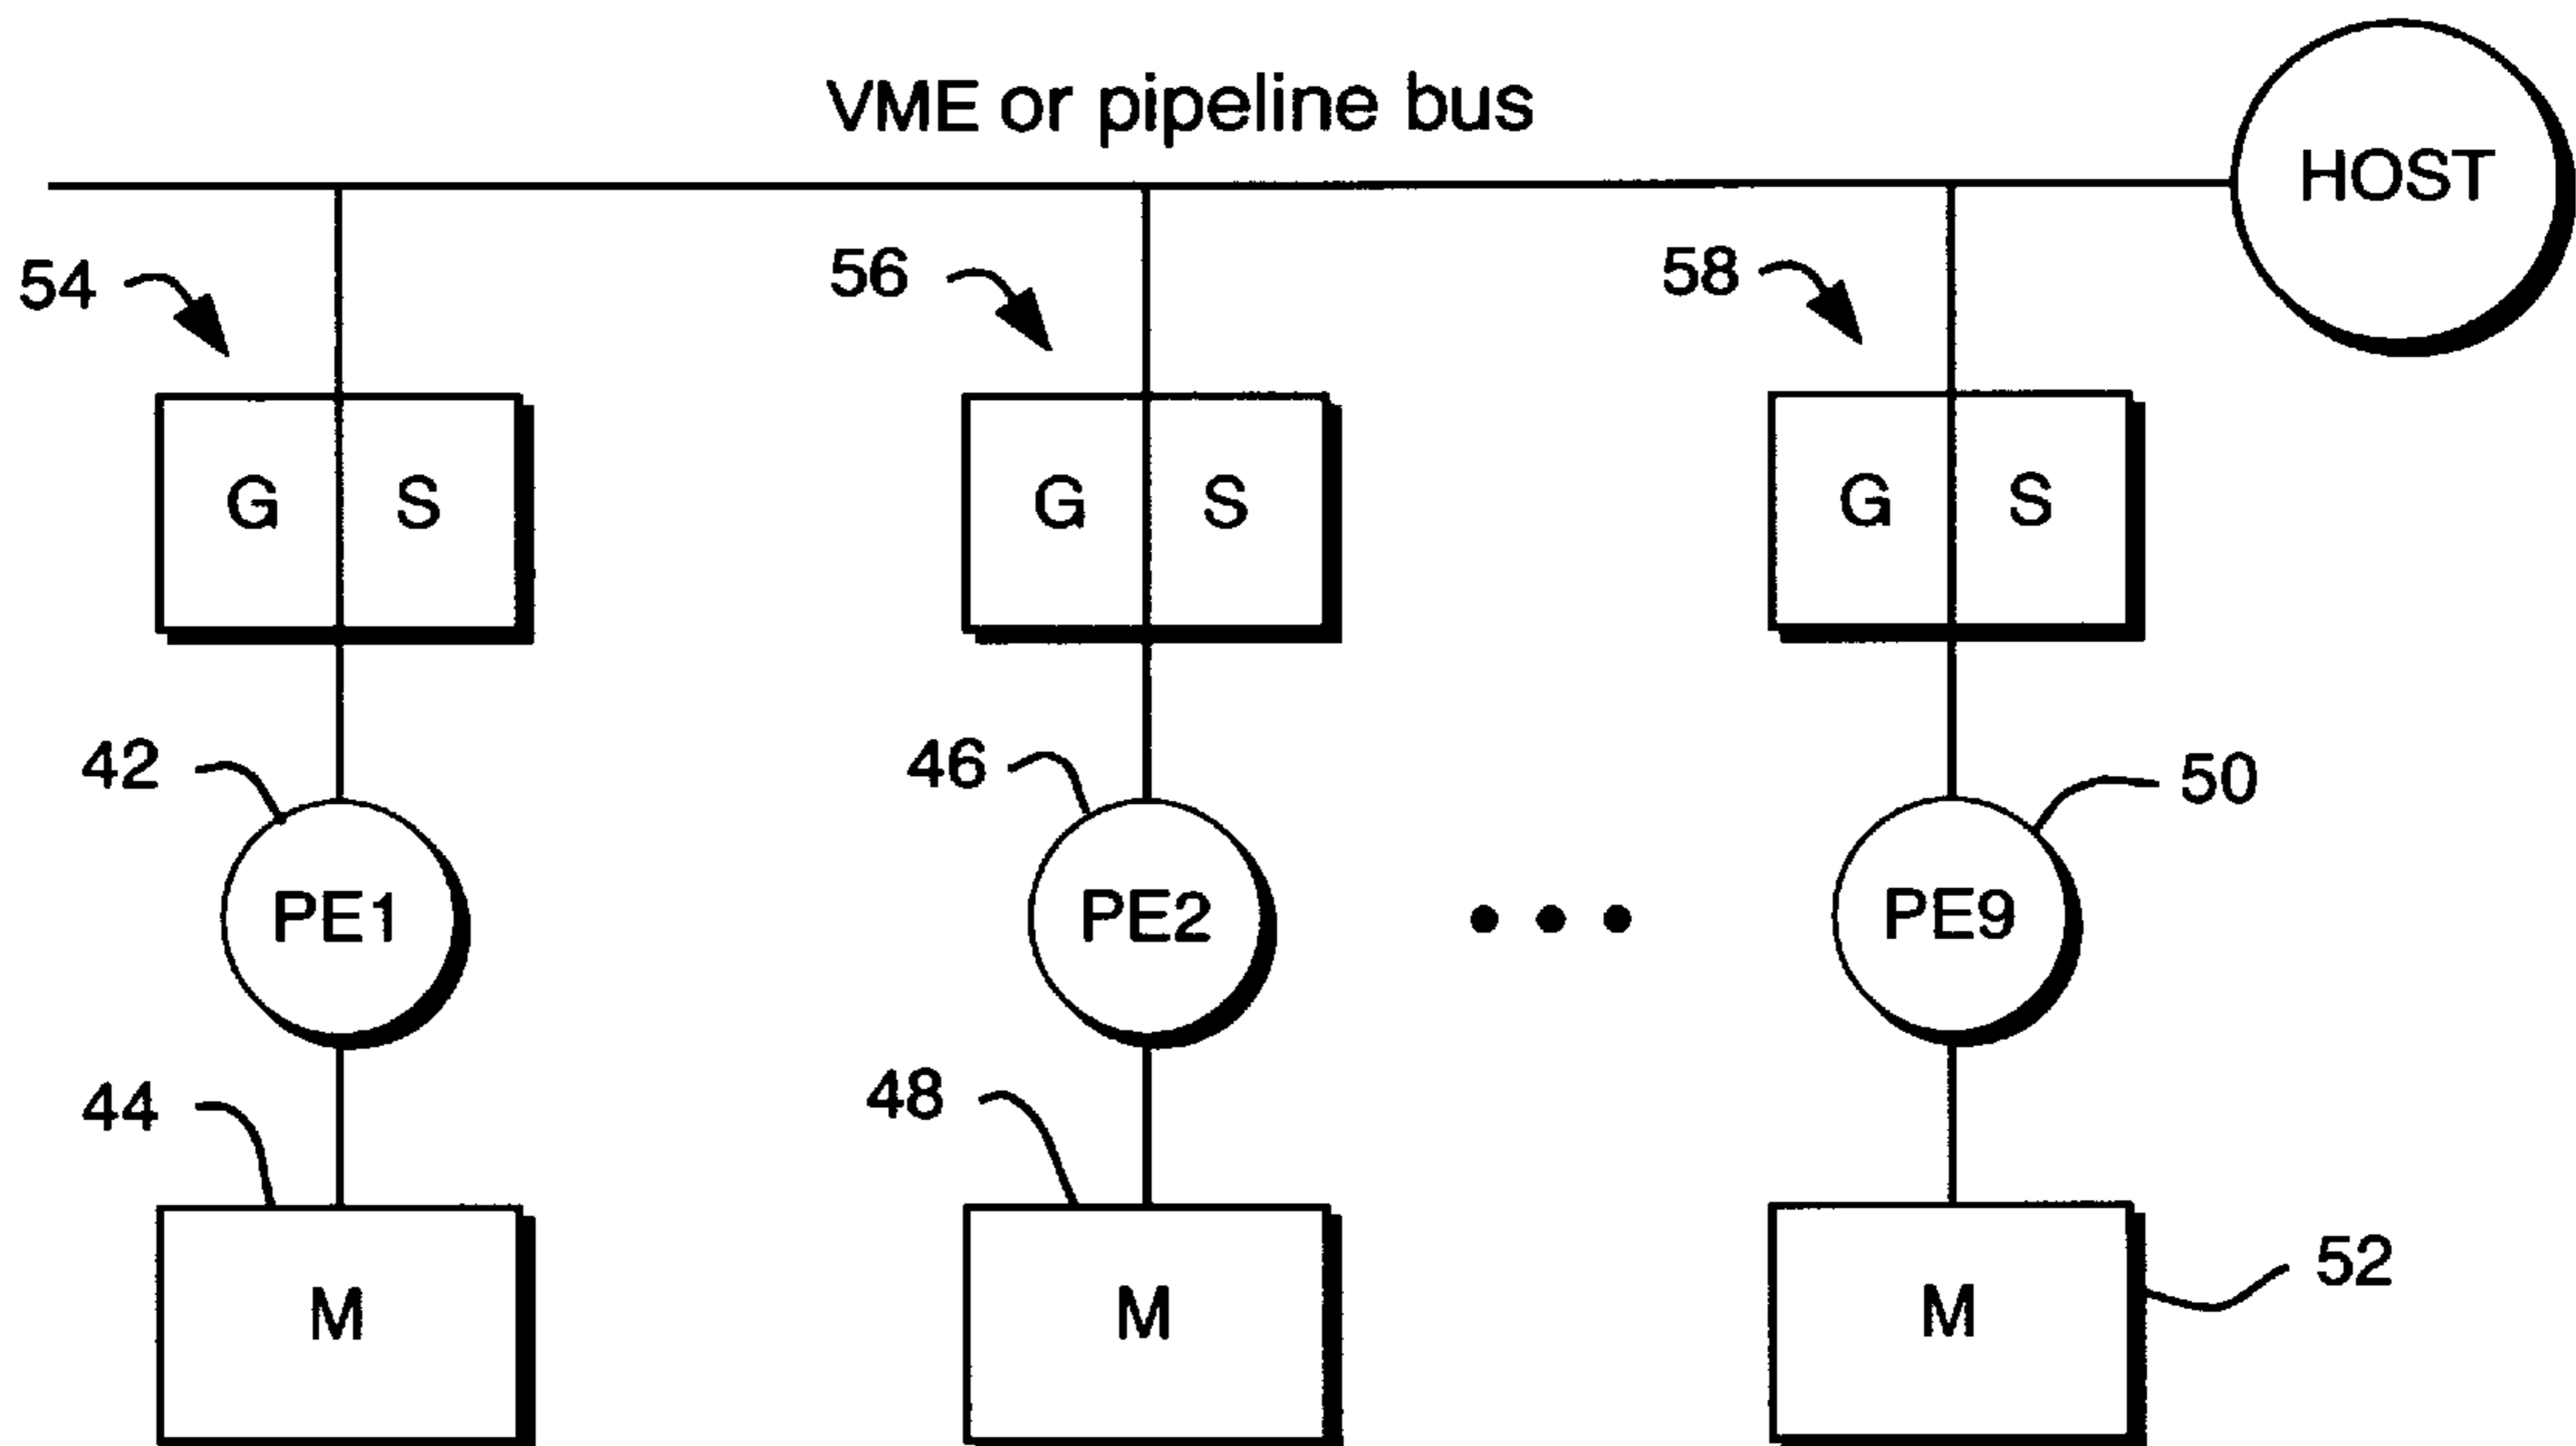 VME or pipeline bus
HOST
54
56
58
G S
G S
G S
42
46
50
PE1
PE2
PE9
44
48
52
M
M
M